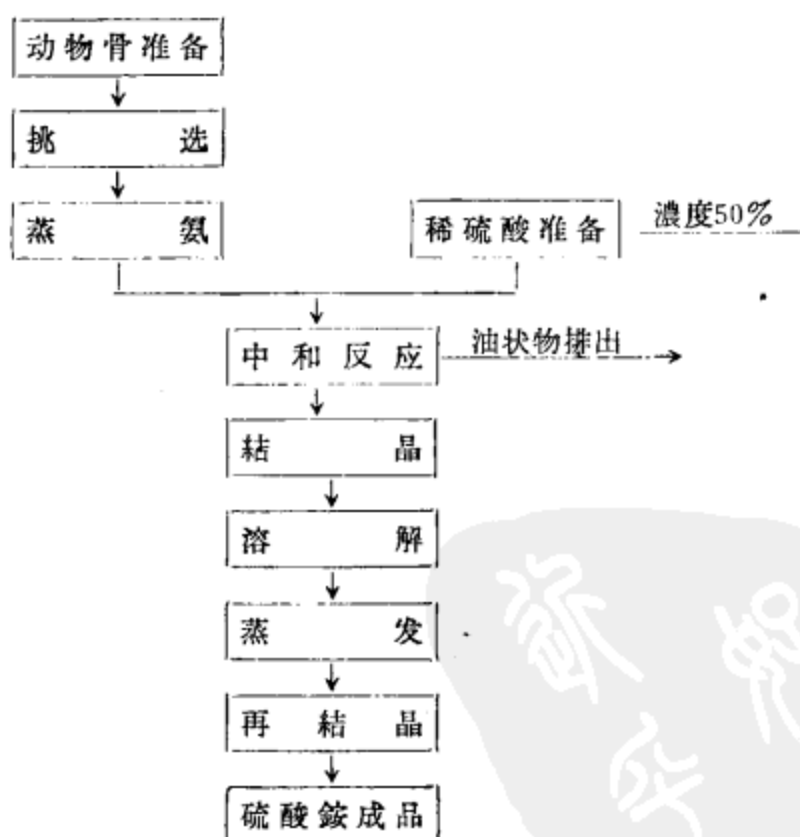 动物骨准备
挑选
蒸氨
稀硫酸准备
濃度50%
中和反应
油状物排出
結晶
溶解
蒸发
再結晶
硫酸銨成品